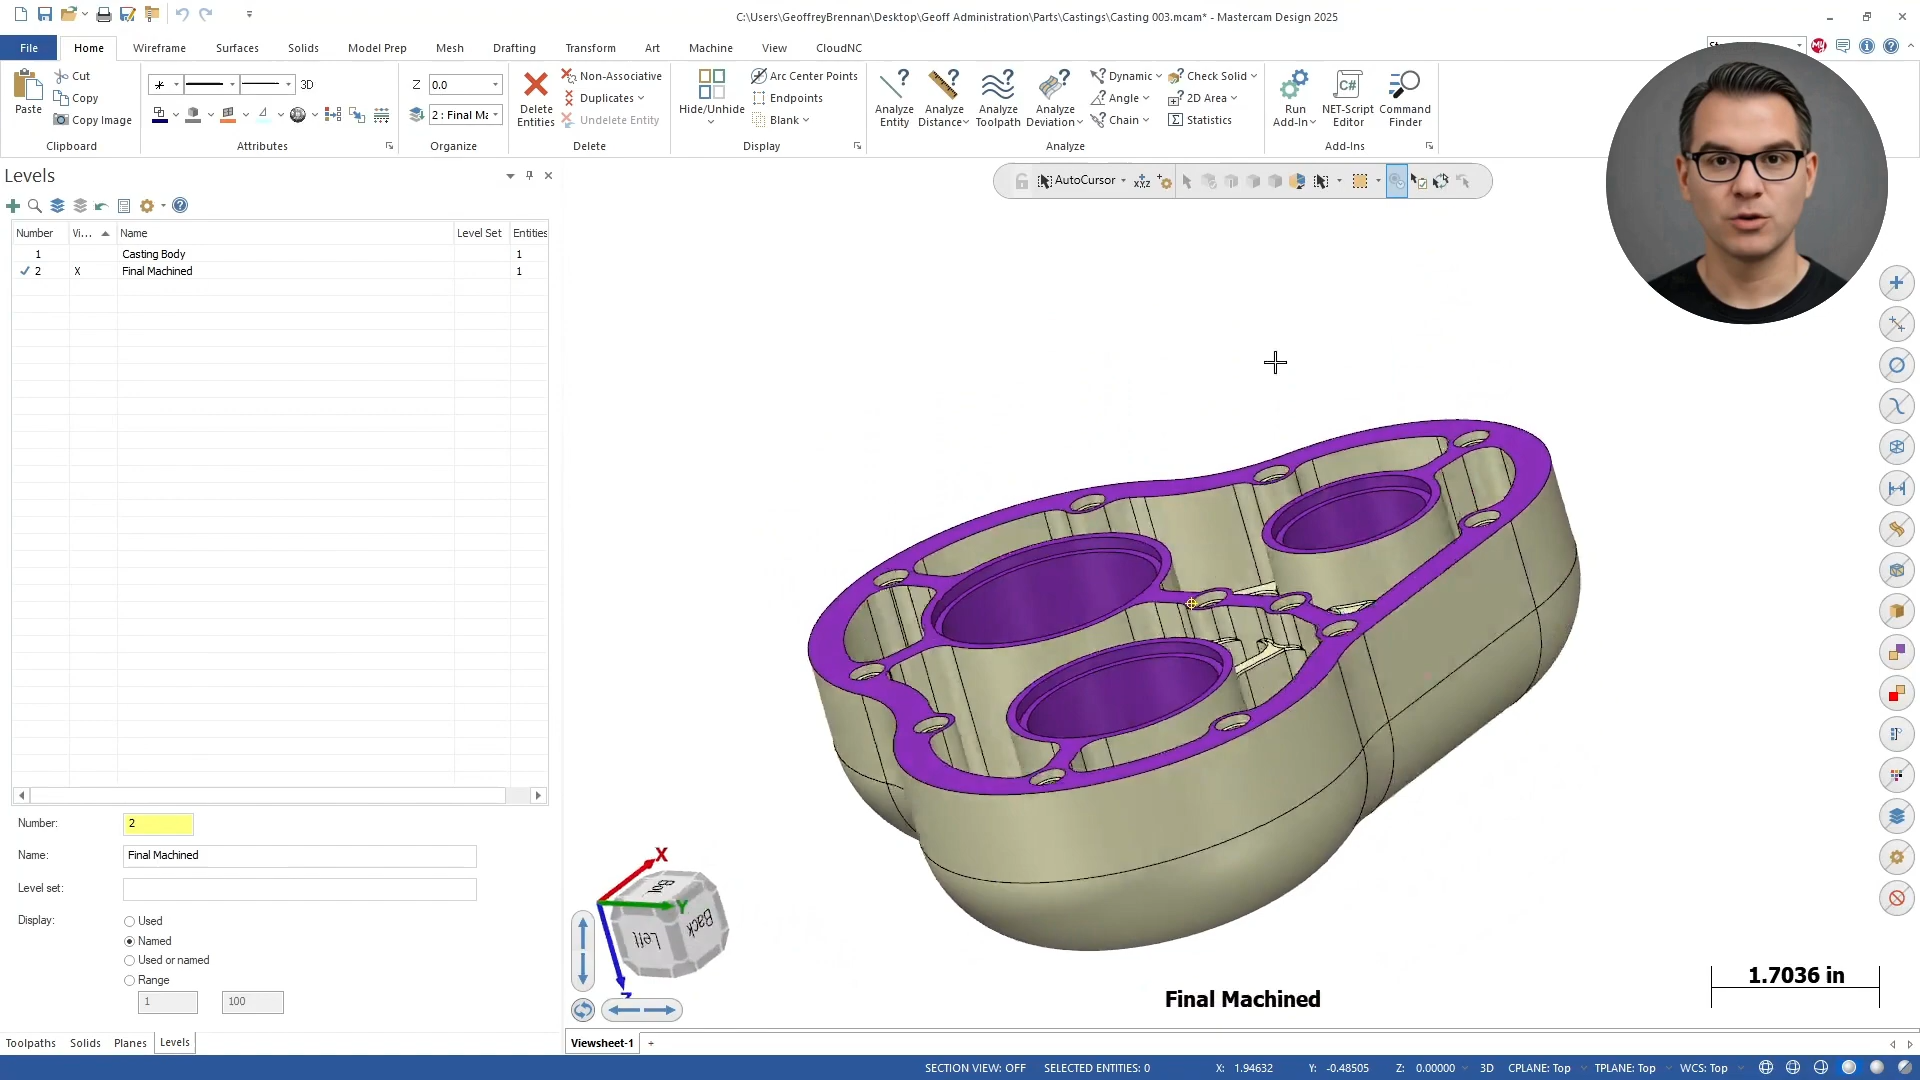 C:\Users\GeoffreyBrennan\Desktop\Geoff Administration\Parts\Castings\Casting 003.mcam* - Mastercam Design 2025
File Home Wireframe Surfaces Solids Model Prep Mesh Drafting Transform Art Machine View CloudNC
Paste
Cut
Copy
Copy Image
Clipboard
3D
Attributes
Z 0.0
2 : Final Ma
Organize
Delete Entities
Non-Associative
Duplicates
Undelete Entity
Delete
Hide/Unhide
Arc Center Points
Endpoints
Blank
Display
Analyze Entity
Analyze Distance
Analyze Toolpath
Analyze Deviation
Dynamic
Angle
Chain
Check Solid
2D Area
Statistics
Analyze
Run Add-In
NET-Script Editor
Command Finder
Add-Ins
Levels
AutoCursor
Number Vi... Name Level Set Entities
1 Casting Body 1
2 X Final Machined 1
Number: 2
Name: Final Machined
Level set:
Display:
Used
Named
Used or named
Range
1 100
X
Y
Z
Left
Back
Final Machined
1.7036 in
Toolpaths Solids Planes Levels
Viewsheet-1 +
SECTION VIEW: OFF SELECTED ENTITIES: 0 X: 1.94632 Y: -0.48505 Z: 0.00000 3D CPLANE: Top TPLANE: Top WCS: Top